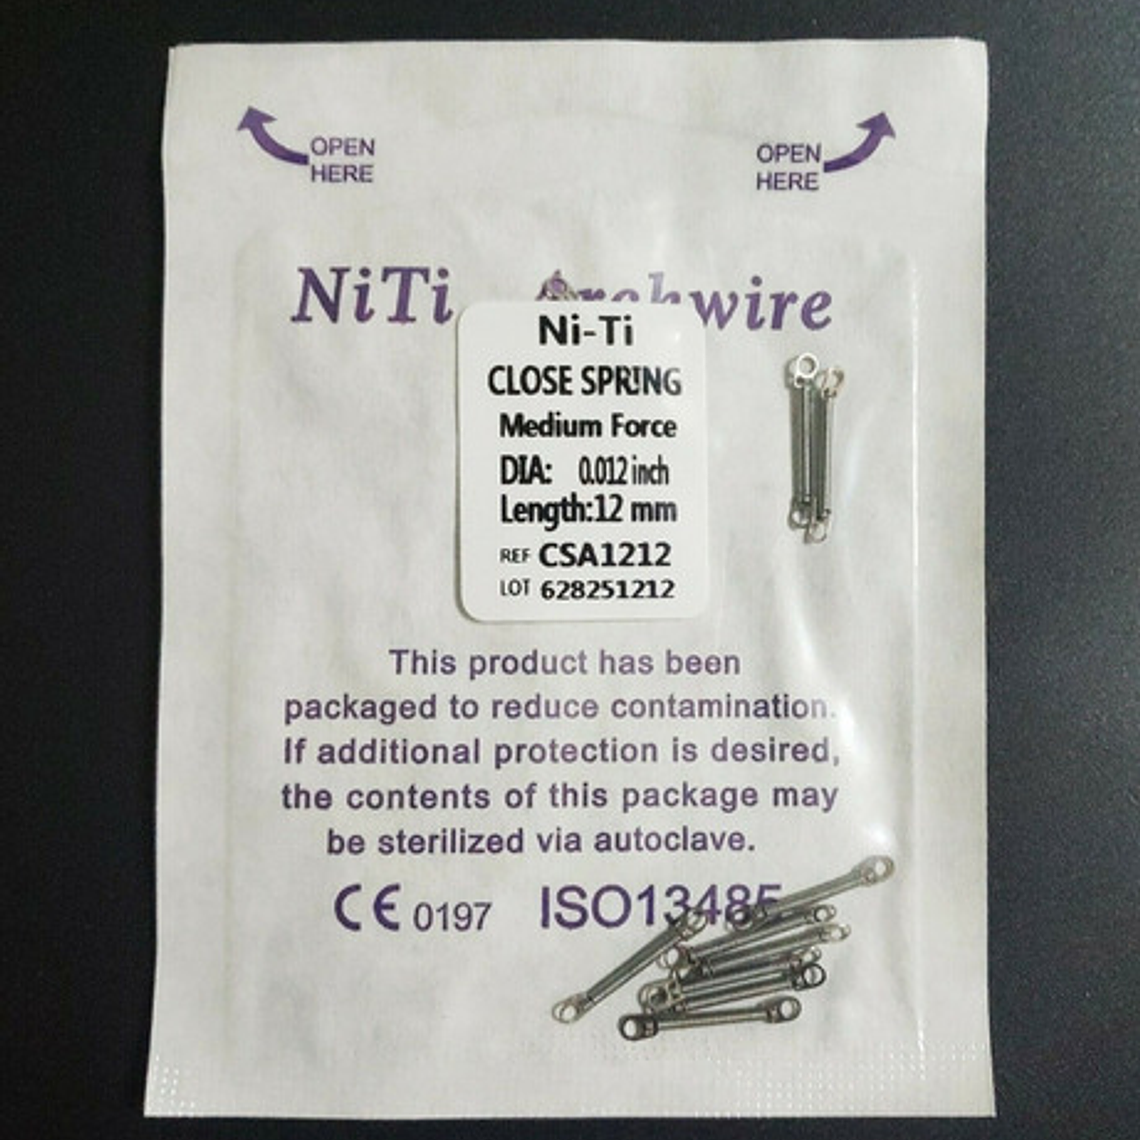 OPEN
HERE
OPEN
HERE
NiTi Archwire
Ni-Ti
CLOSE SPRING
Medium Force
DIA: 0.012 inch
Length:12 mm
REF CSA1212
LOT 628251212
This product has been
packaged to reduce contamination.
If additional protection is desired,
the contents of this package may
be sterilized via autoclave.
CE 0197 ISO13485